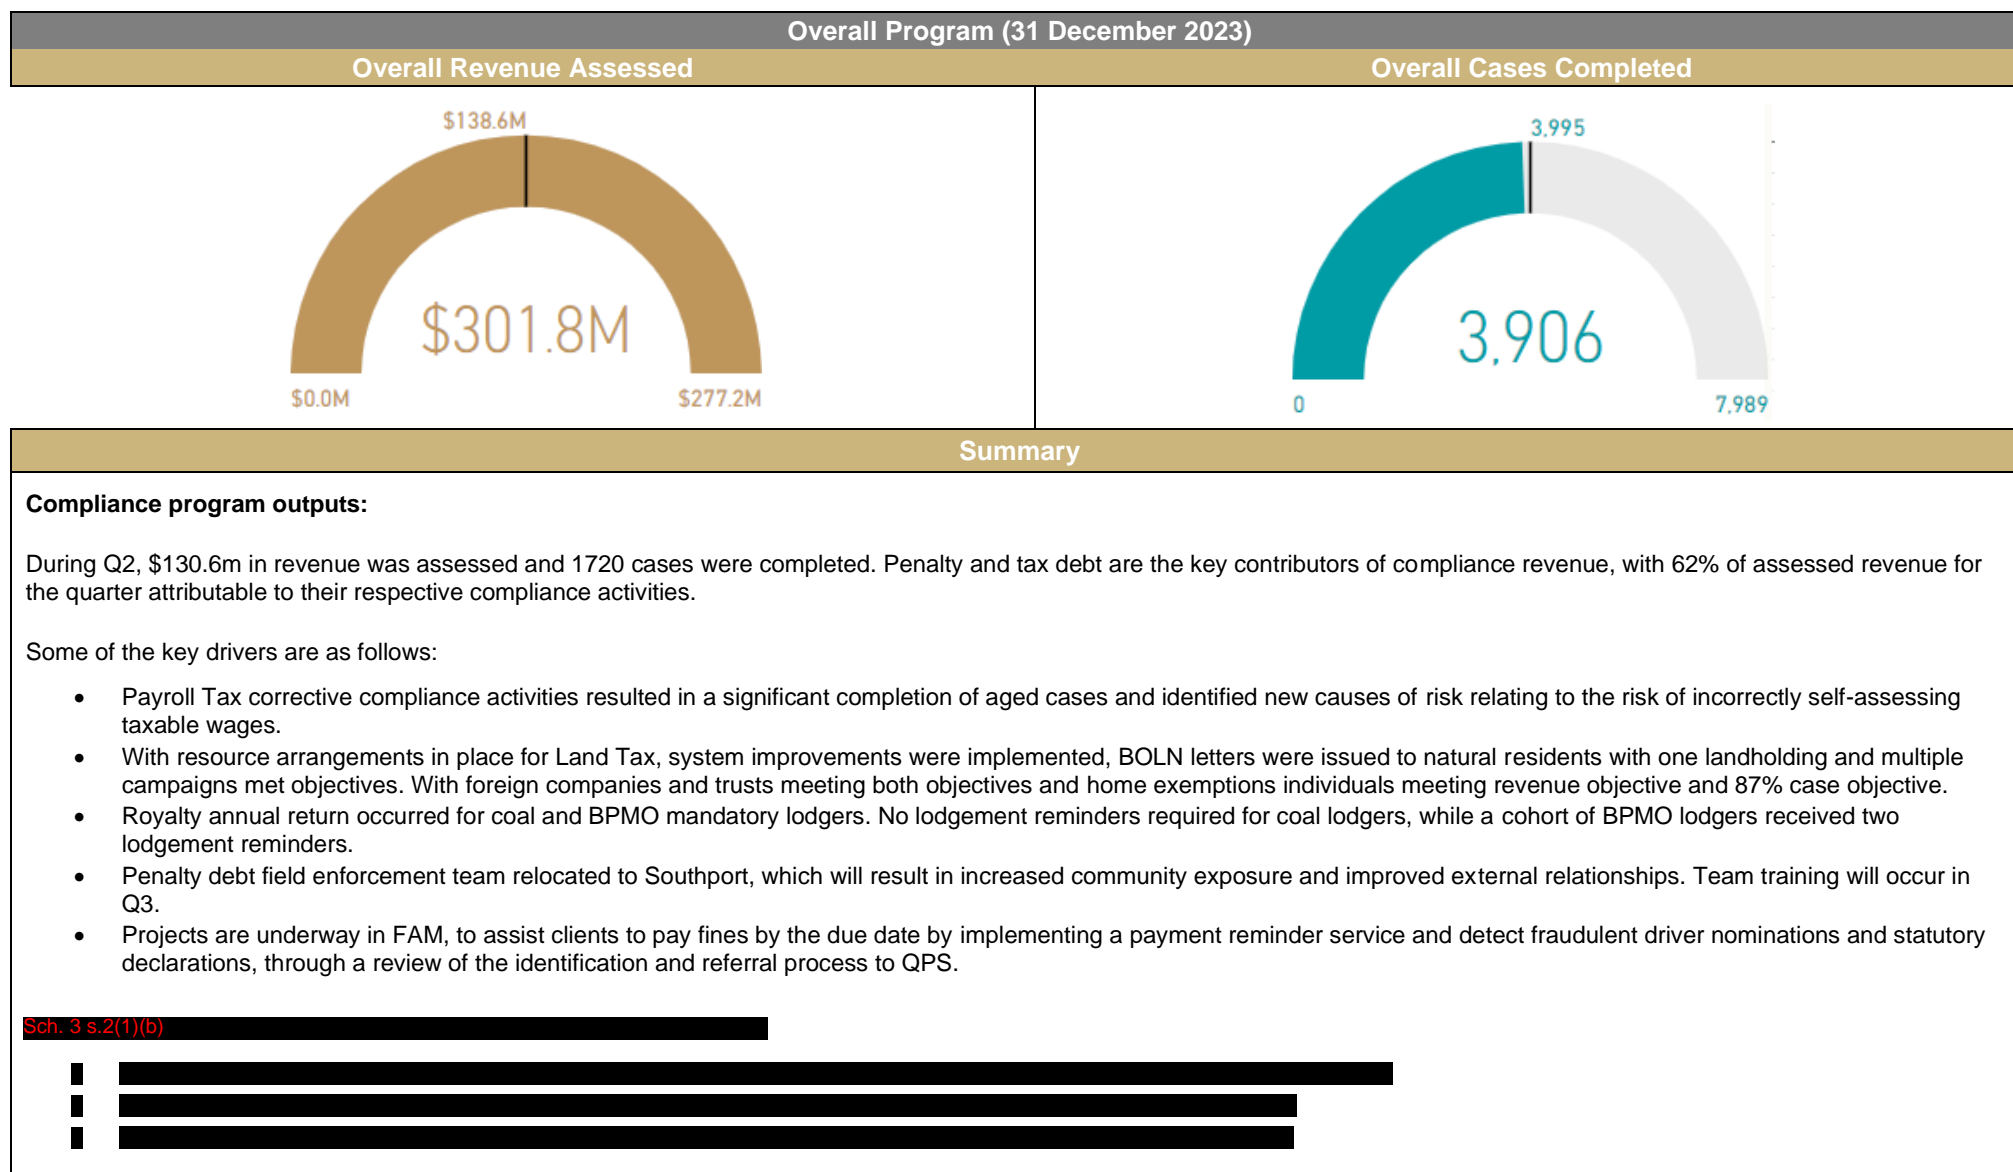 Overall Program (31 December 2023)
Overall Revenue Assessed
Overall Cases Completed
$138.6M
$301.8M
$0.0M
$277.2M
3,995
3,906
0
7,989
Summary
Compliance program outputs:
During Q2, $130.6m in revenue was assessed and 1720 cases were completed. Penalty and tax debt are the key contributors of compliance revenue, with 62% of assessed revenue for
the quarter attributable to their respective compliance activities.
Some of the key drivers are as follows:
• Payroll Tax corrective compliance activities resulted in a significant completion of aged cases and identified new causes of risk relating to the risk of incorrectly self-assessing
taxable wages.
• With resource arrangements in place for Land Tax, system improvements were implemented, BOLN letters were issued to natural residents with one landholding and multiple
campaigns met objectives. With foreign companies and trusts meeting both objectives and home exemptions individuals meeting revenue objective and 87% case objective.
• Royalty annual return occurred for coal and BPMO mandatory lodgers. No lodgement reminders required for coal lodgers, while a cohort of BPMO lodgers received two
lodgement reminders.
• Penalty debt field enforcement team relocated to Southport, which will result in increased community exposure and improved external relationships. Team training will occur in
Q3.
• Projects are underway in FAM, to assist clients to pay fines by the due date by implementing a payment reminder service and detect fraudulent driver nominations and statutory
declarations, through a review of the identification and referral process to QPS.
Sch. 3 s.2(1)(b)